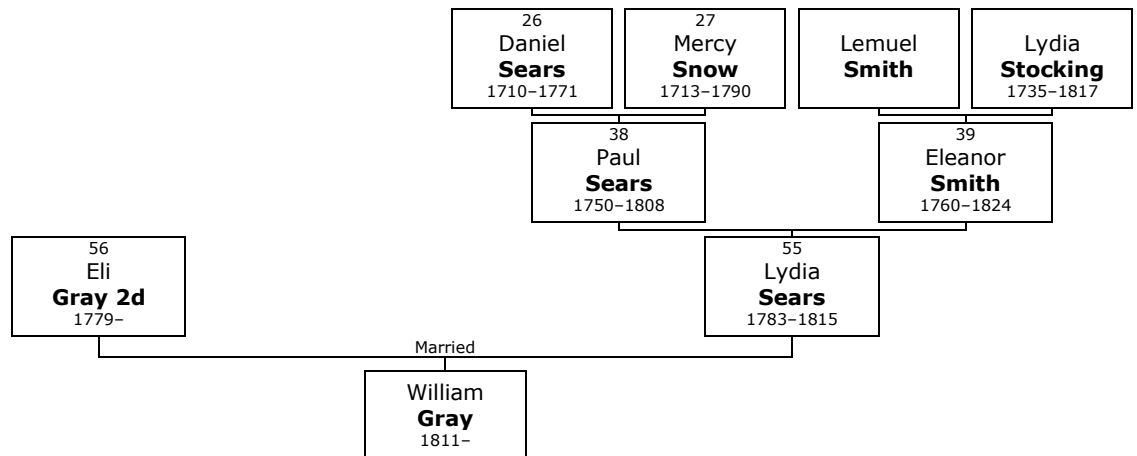 26
Daniel
Sears
1710–1771
27
Mercy
Snow
1713–1790
Lemuel
Smith
Lydia
Stocking
1735–1817
38
Paul
Sears
1750–1808
39
Eleanor
Smith
1760–1824
56
Eli
Gray 2d
1779–
55
Lydia
Sears
1783–1815
Married
William
Gray
1811–